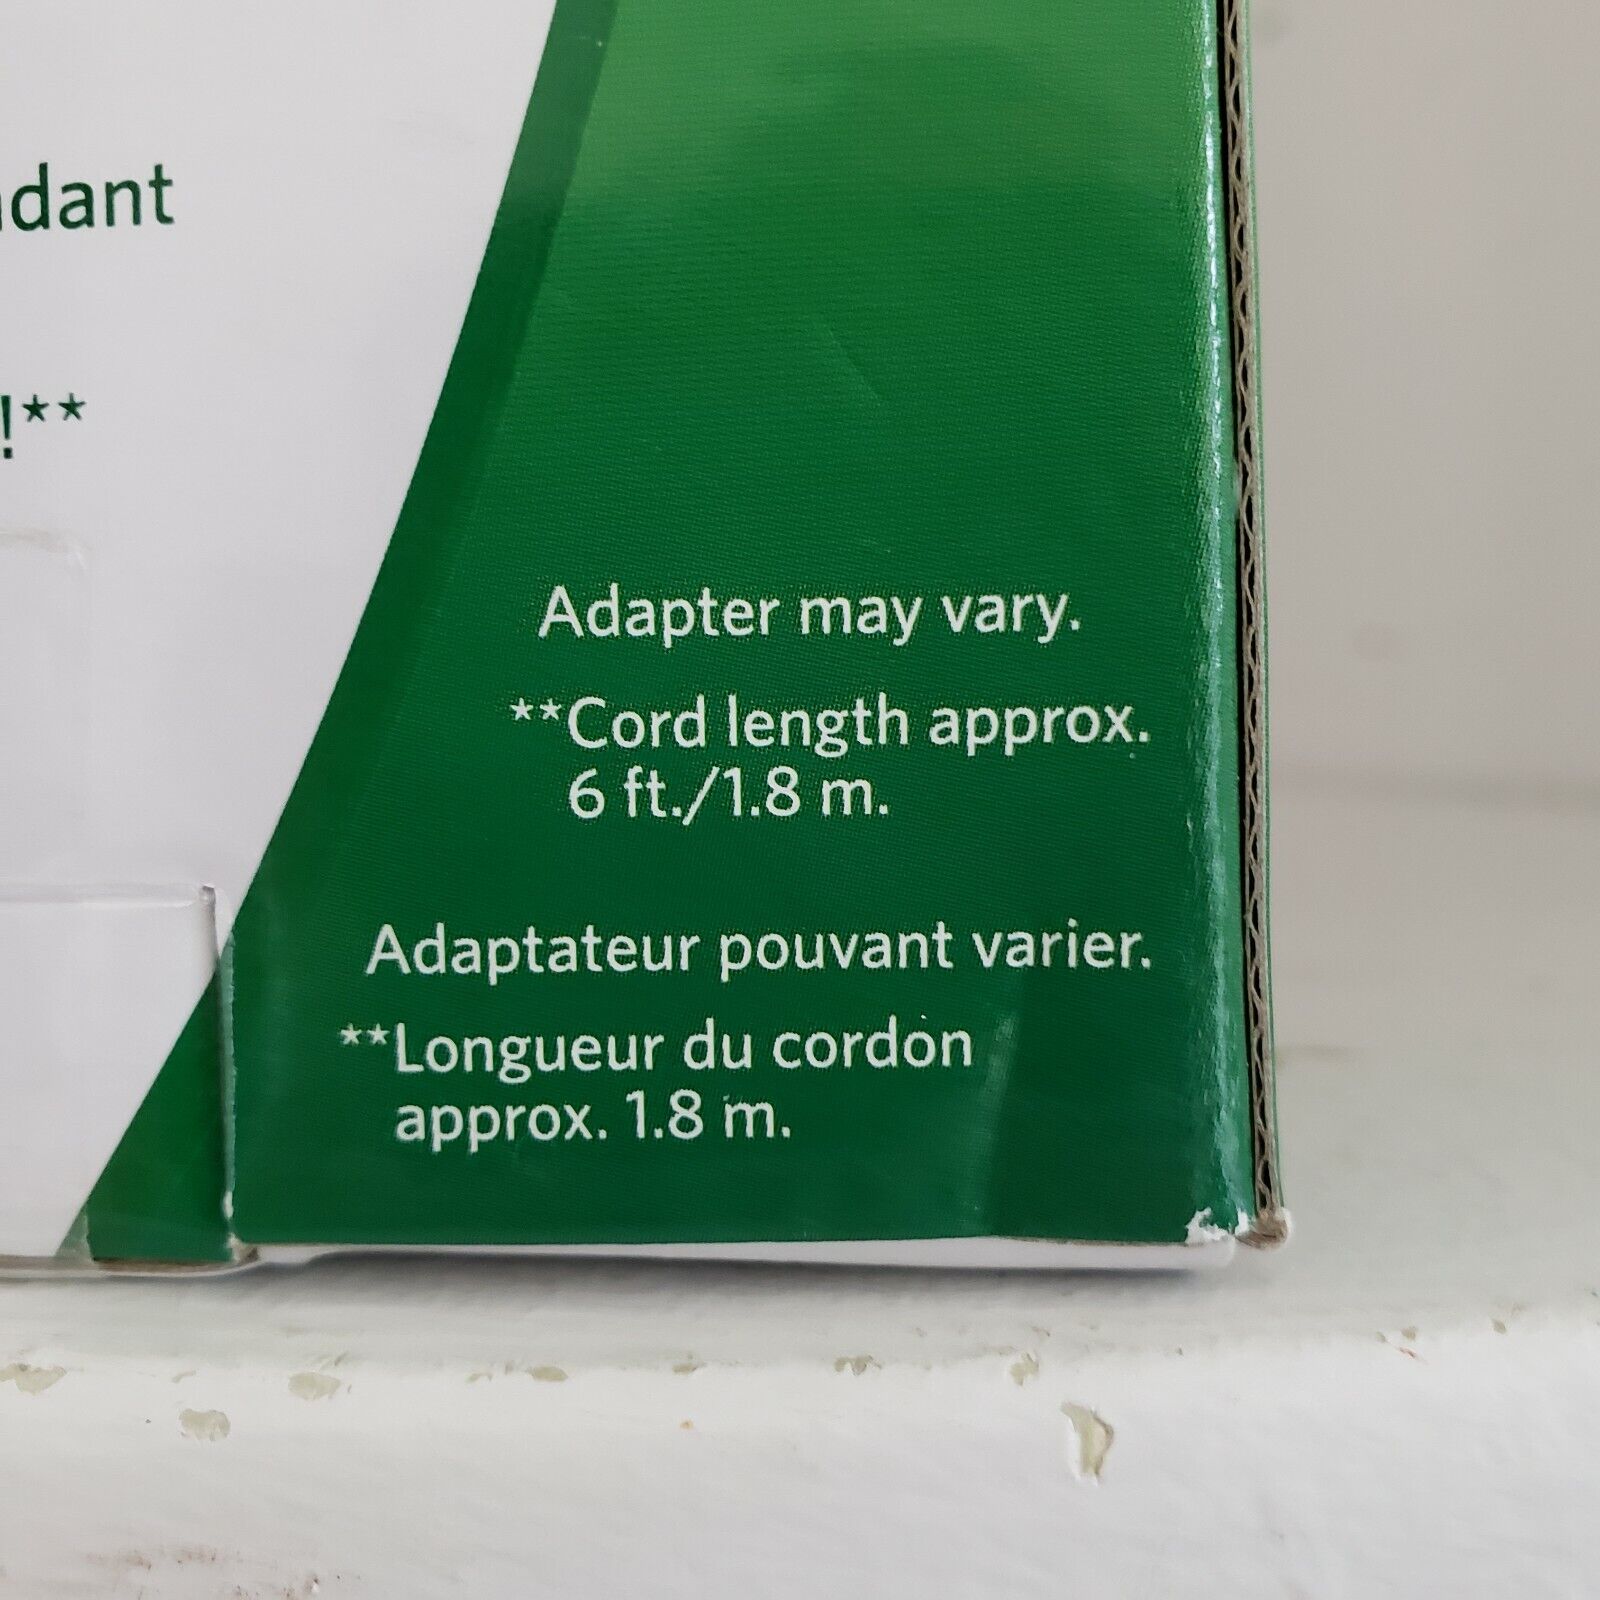 !**
Adapter may vary.
**Cord length approx.
6 ft./1.8 m.
Adaptateur pouvant varier.
**Longueur du cordon
approx. 1.8 m.